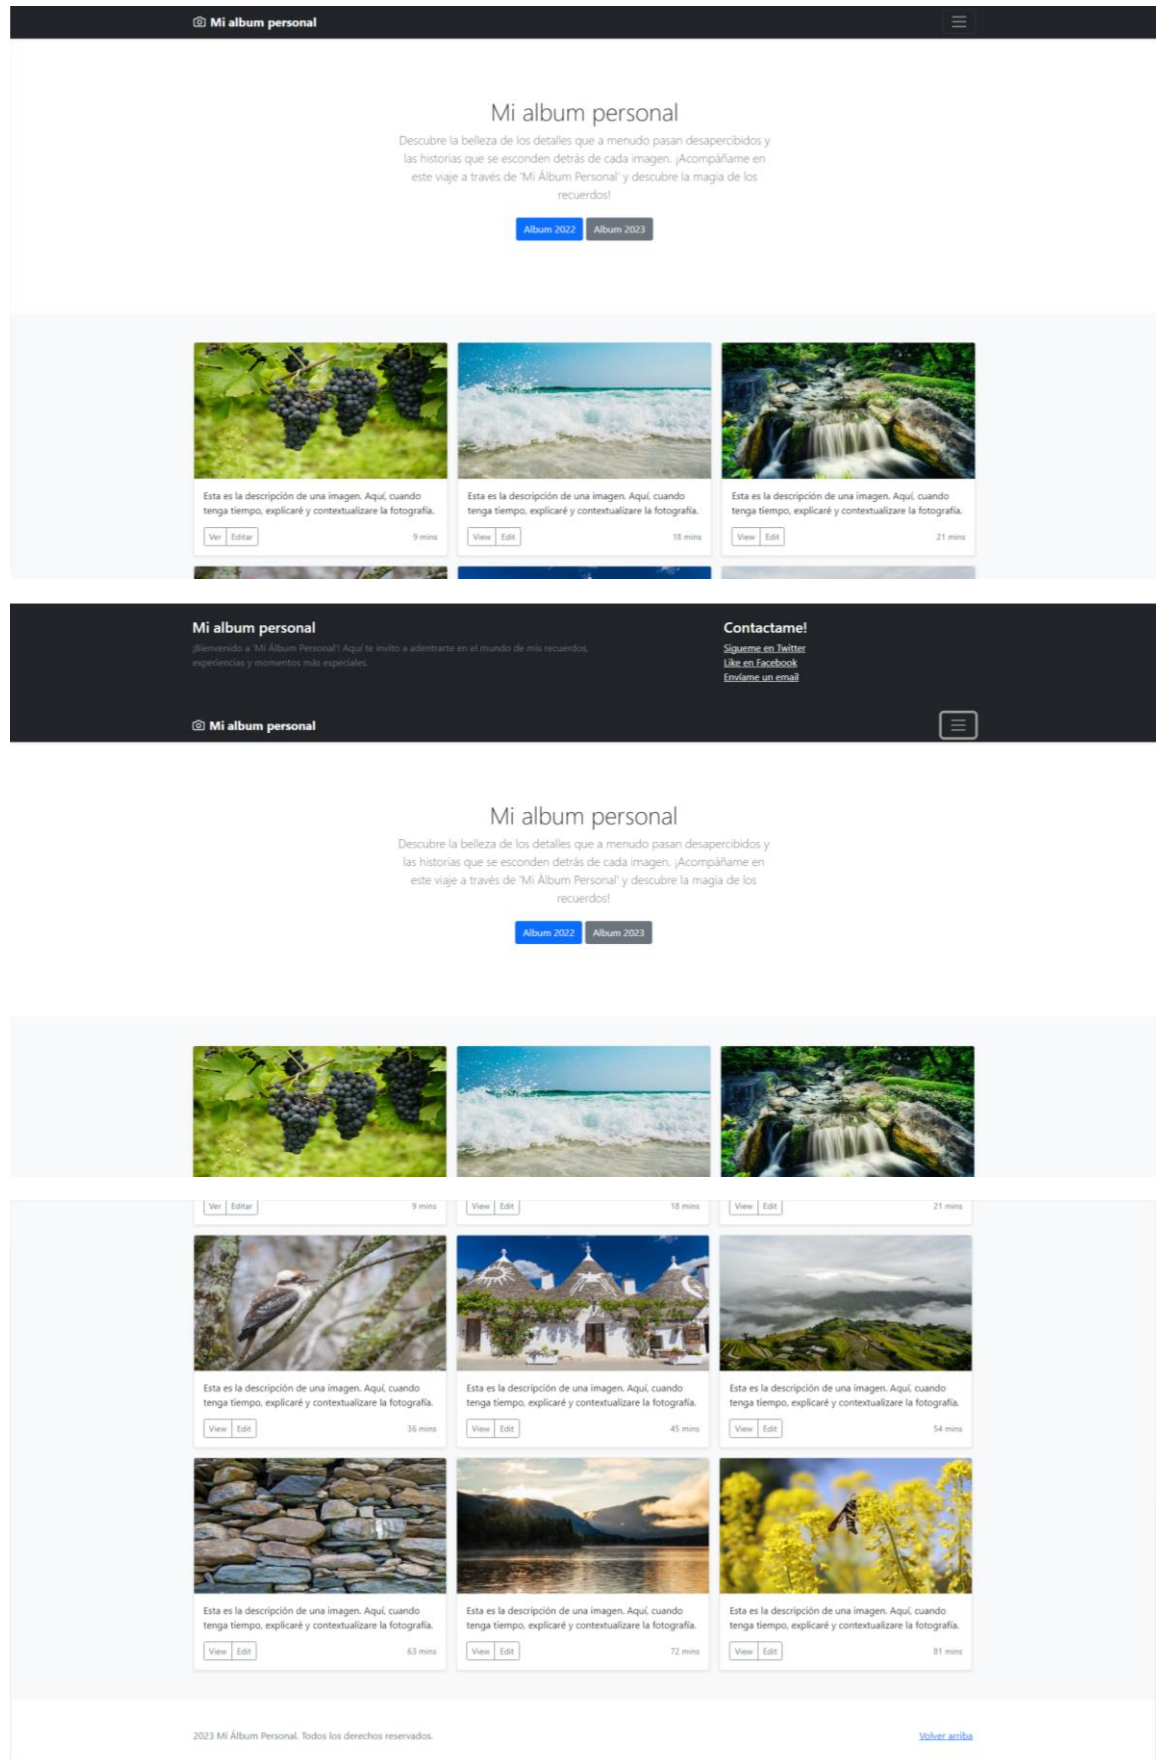 Mi album personal
Mi album personal
Descubre la belleza de los detalles que a menudo pasan desapercibidos y
las historias que se esconden detrás de cada imagen. ¡Acompáñame en
este viaje a través de 'Mi Álbum Personal' y descubre la magia de los
recuerdos!
Album 2022 Album 2023
Esta es la descripción de una imagen. Aquí, cuando
tenga tiempo, explicaré y contextualizare la fotografía.
Ver Editar 9 mins
Esta es la descripción de una imagen. Aquí, cuando
tenga tiempo, explicaré y contextualizare la fotografía.
View Edit 18 mins
Esta es la descripción de una imagen. Aquí, cuando
tenga tiempo, explicaré y contextualizare la fotografía.
View Edit 21 mins
Mi album personal
¡Bienvenido a 'Mi Álbum Personal'! Aquí te invito a adentrarte en el mundo de mis recuerdos,
experiencias y momentos más especiales.
Contactame!
Sígueme en Twitter
Like en Facebook
Envíame un email
Mi album personal
Mi album personal
Descubre la belleza de los detalles que a menudo pasan desapercibidos y
las historias que se esconden detrás de cada imagen. ¡Acompáñame en
este viaje a través de 'Mi Álbum Personal' y descubre la magia de los
recuerdos!
Album 2022 Album 2023
Ver Editar 9 mins
View Edit 18 mins
View Edit 21 mins
Esta es la descripción de una imagen. Aquí, cuando
tenga tiempo, explicaré y contextualizare la fotografía.
View Edit 36 mins
Esta es la descripción de una imagen. Aquí, cuando
tenga tiempo, explicaré y contextualizare la fotografía.
View Edit 45 mins
Esta es la descripción de una imagen. Aquí, cuando
tenga tiempo, explicaré y contextualizare la fotografía.
View Edit 54 mins
Esta es la descripción de una imagen. Aquí, cuando
tenga tiempo, explicaré y contextualizare la fotografía.
View Edit 63 mins
Esta es la descripción de una imagen. Aquí, cuando
tenga tiempo, explicaré y contextualizare la fotografía.
View Edit 72 mins
Esta es la descripción de una imagen. Aquí, cuando
tenga tiempo, explicaré y contextualizare la fotografía.
View Edit 81 mins
2023 Mi Álbum Personal. Todos los derechos reservados.
Volver arriba